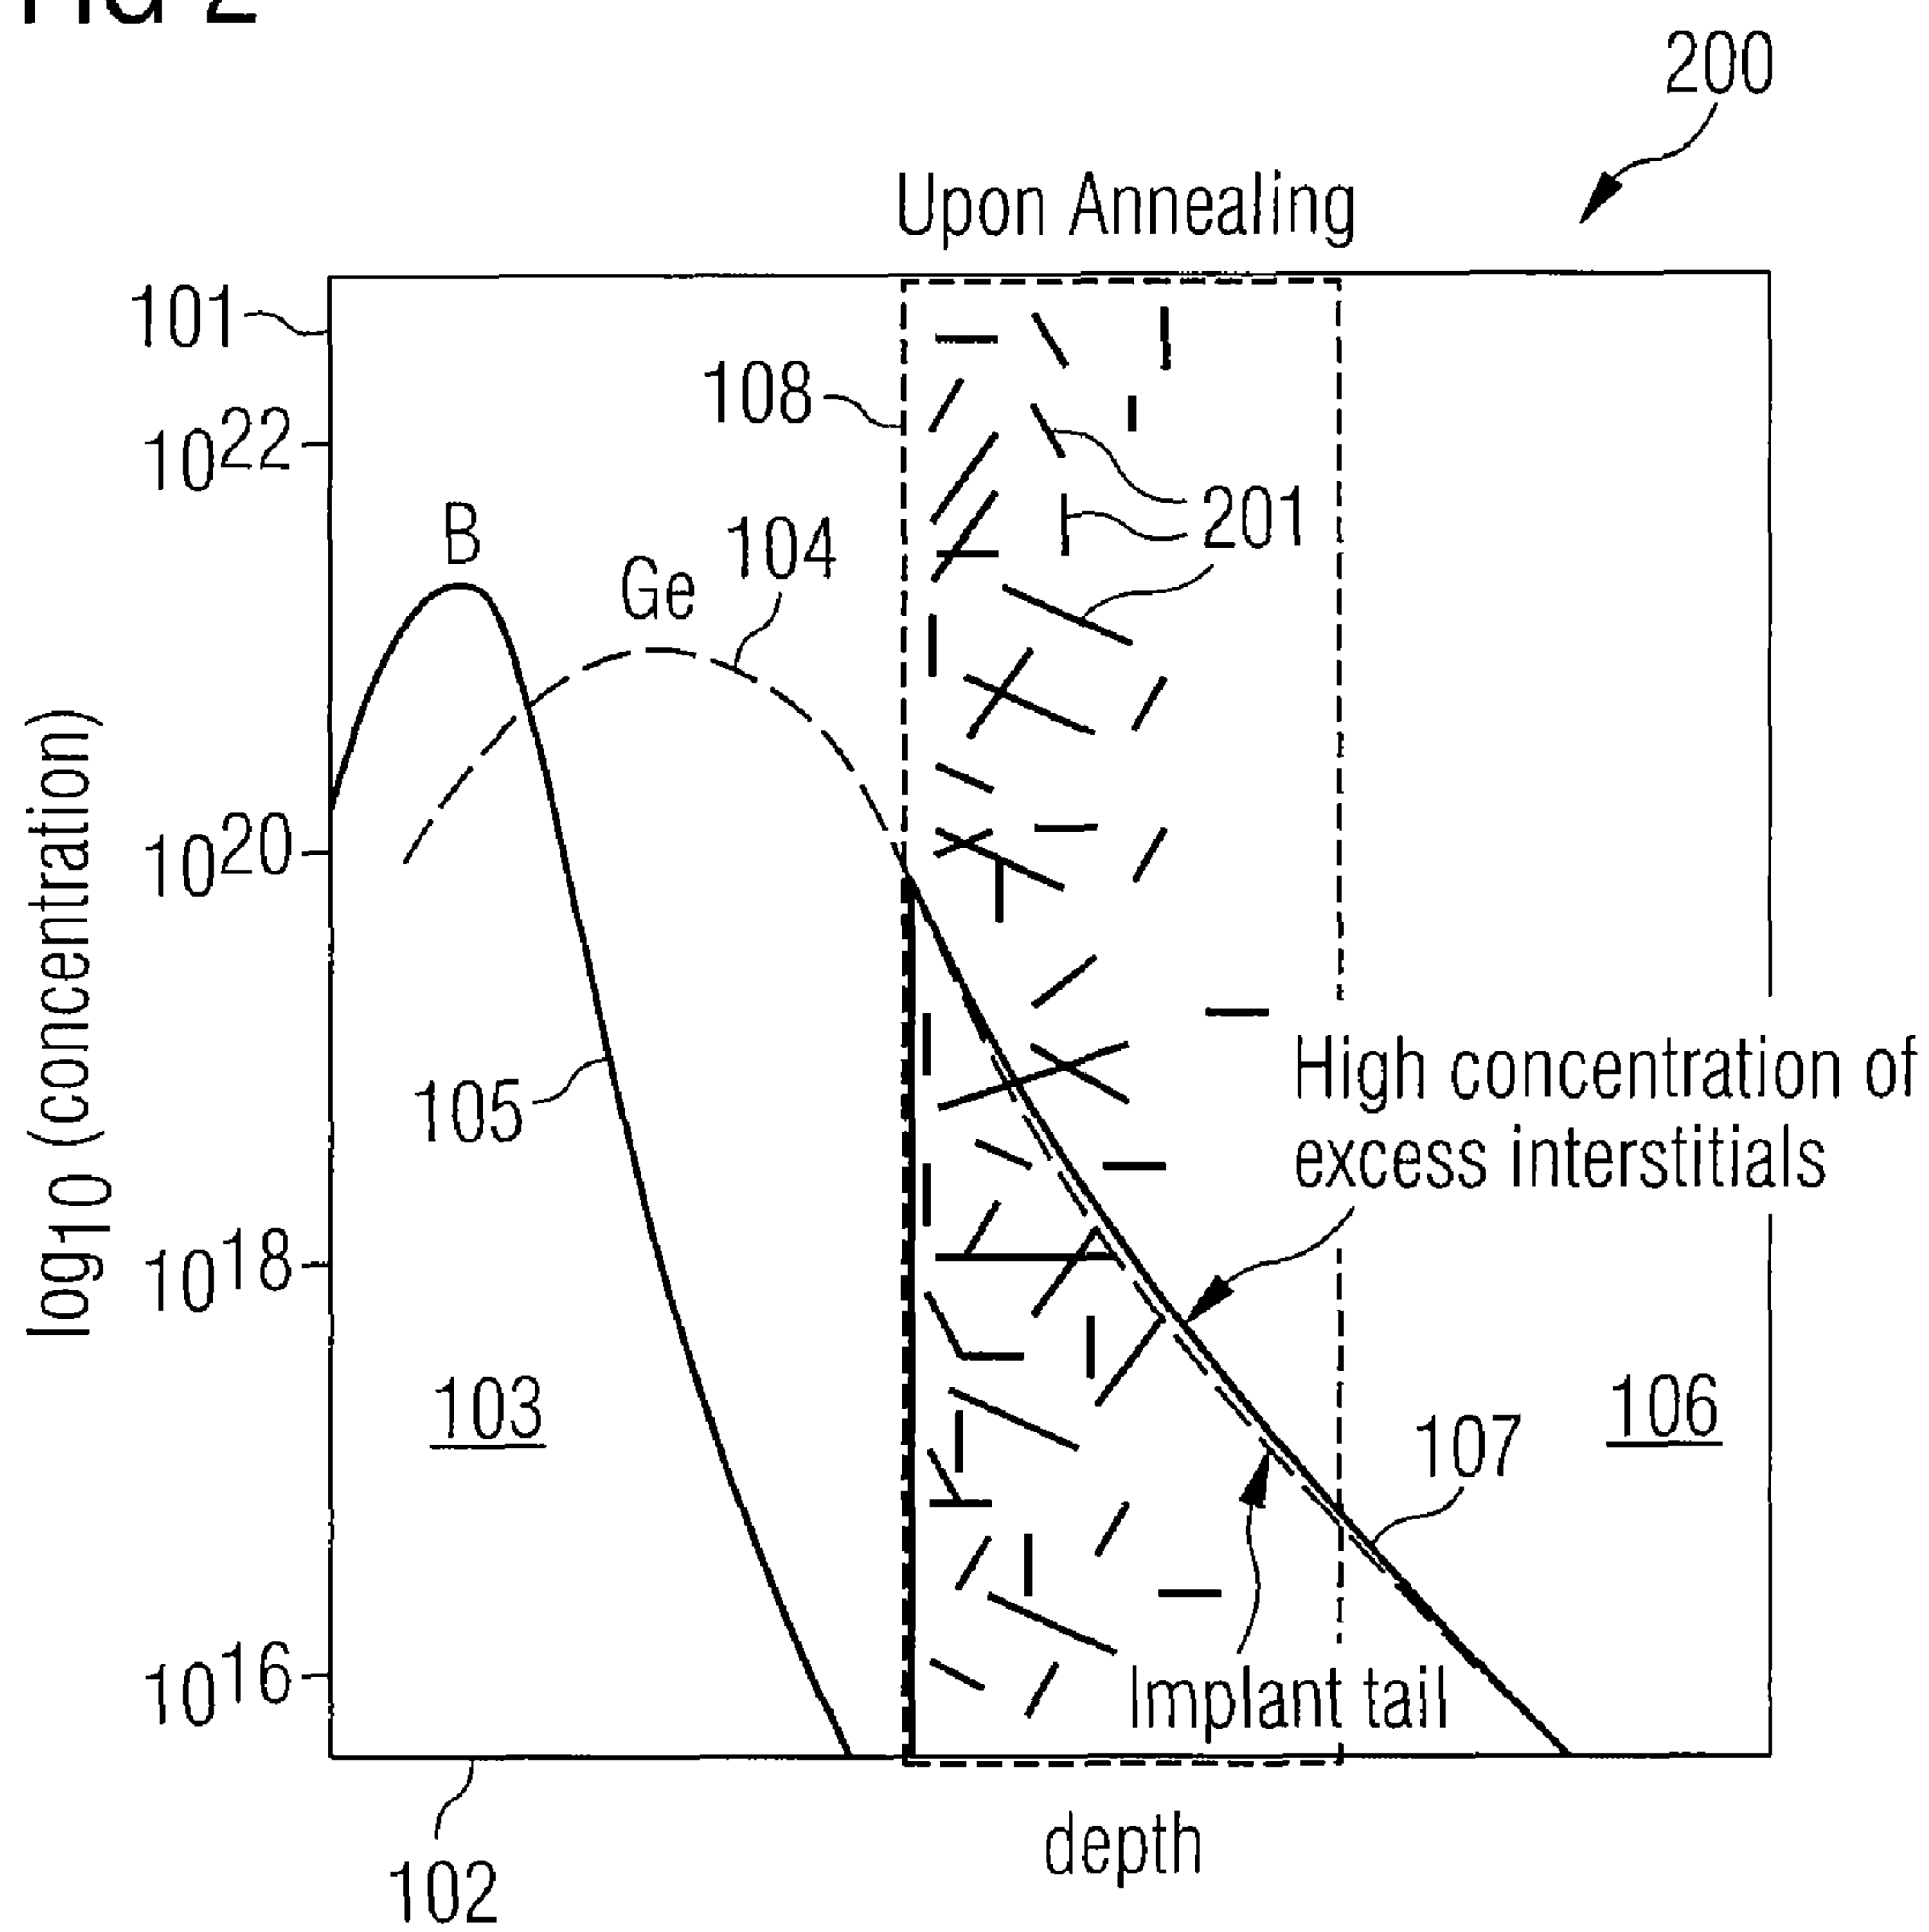 FIG 2
200
Upon Annealing
101
108
10^22
201
B
Ge
104
10^20
log10 (concentration)
105
High concentration of
excess interstitials
10^18
103
106
107
10^16
Implant tail
depth
102